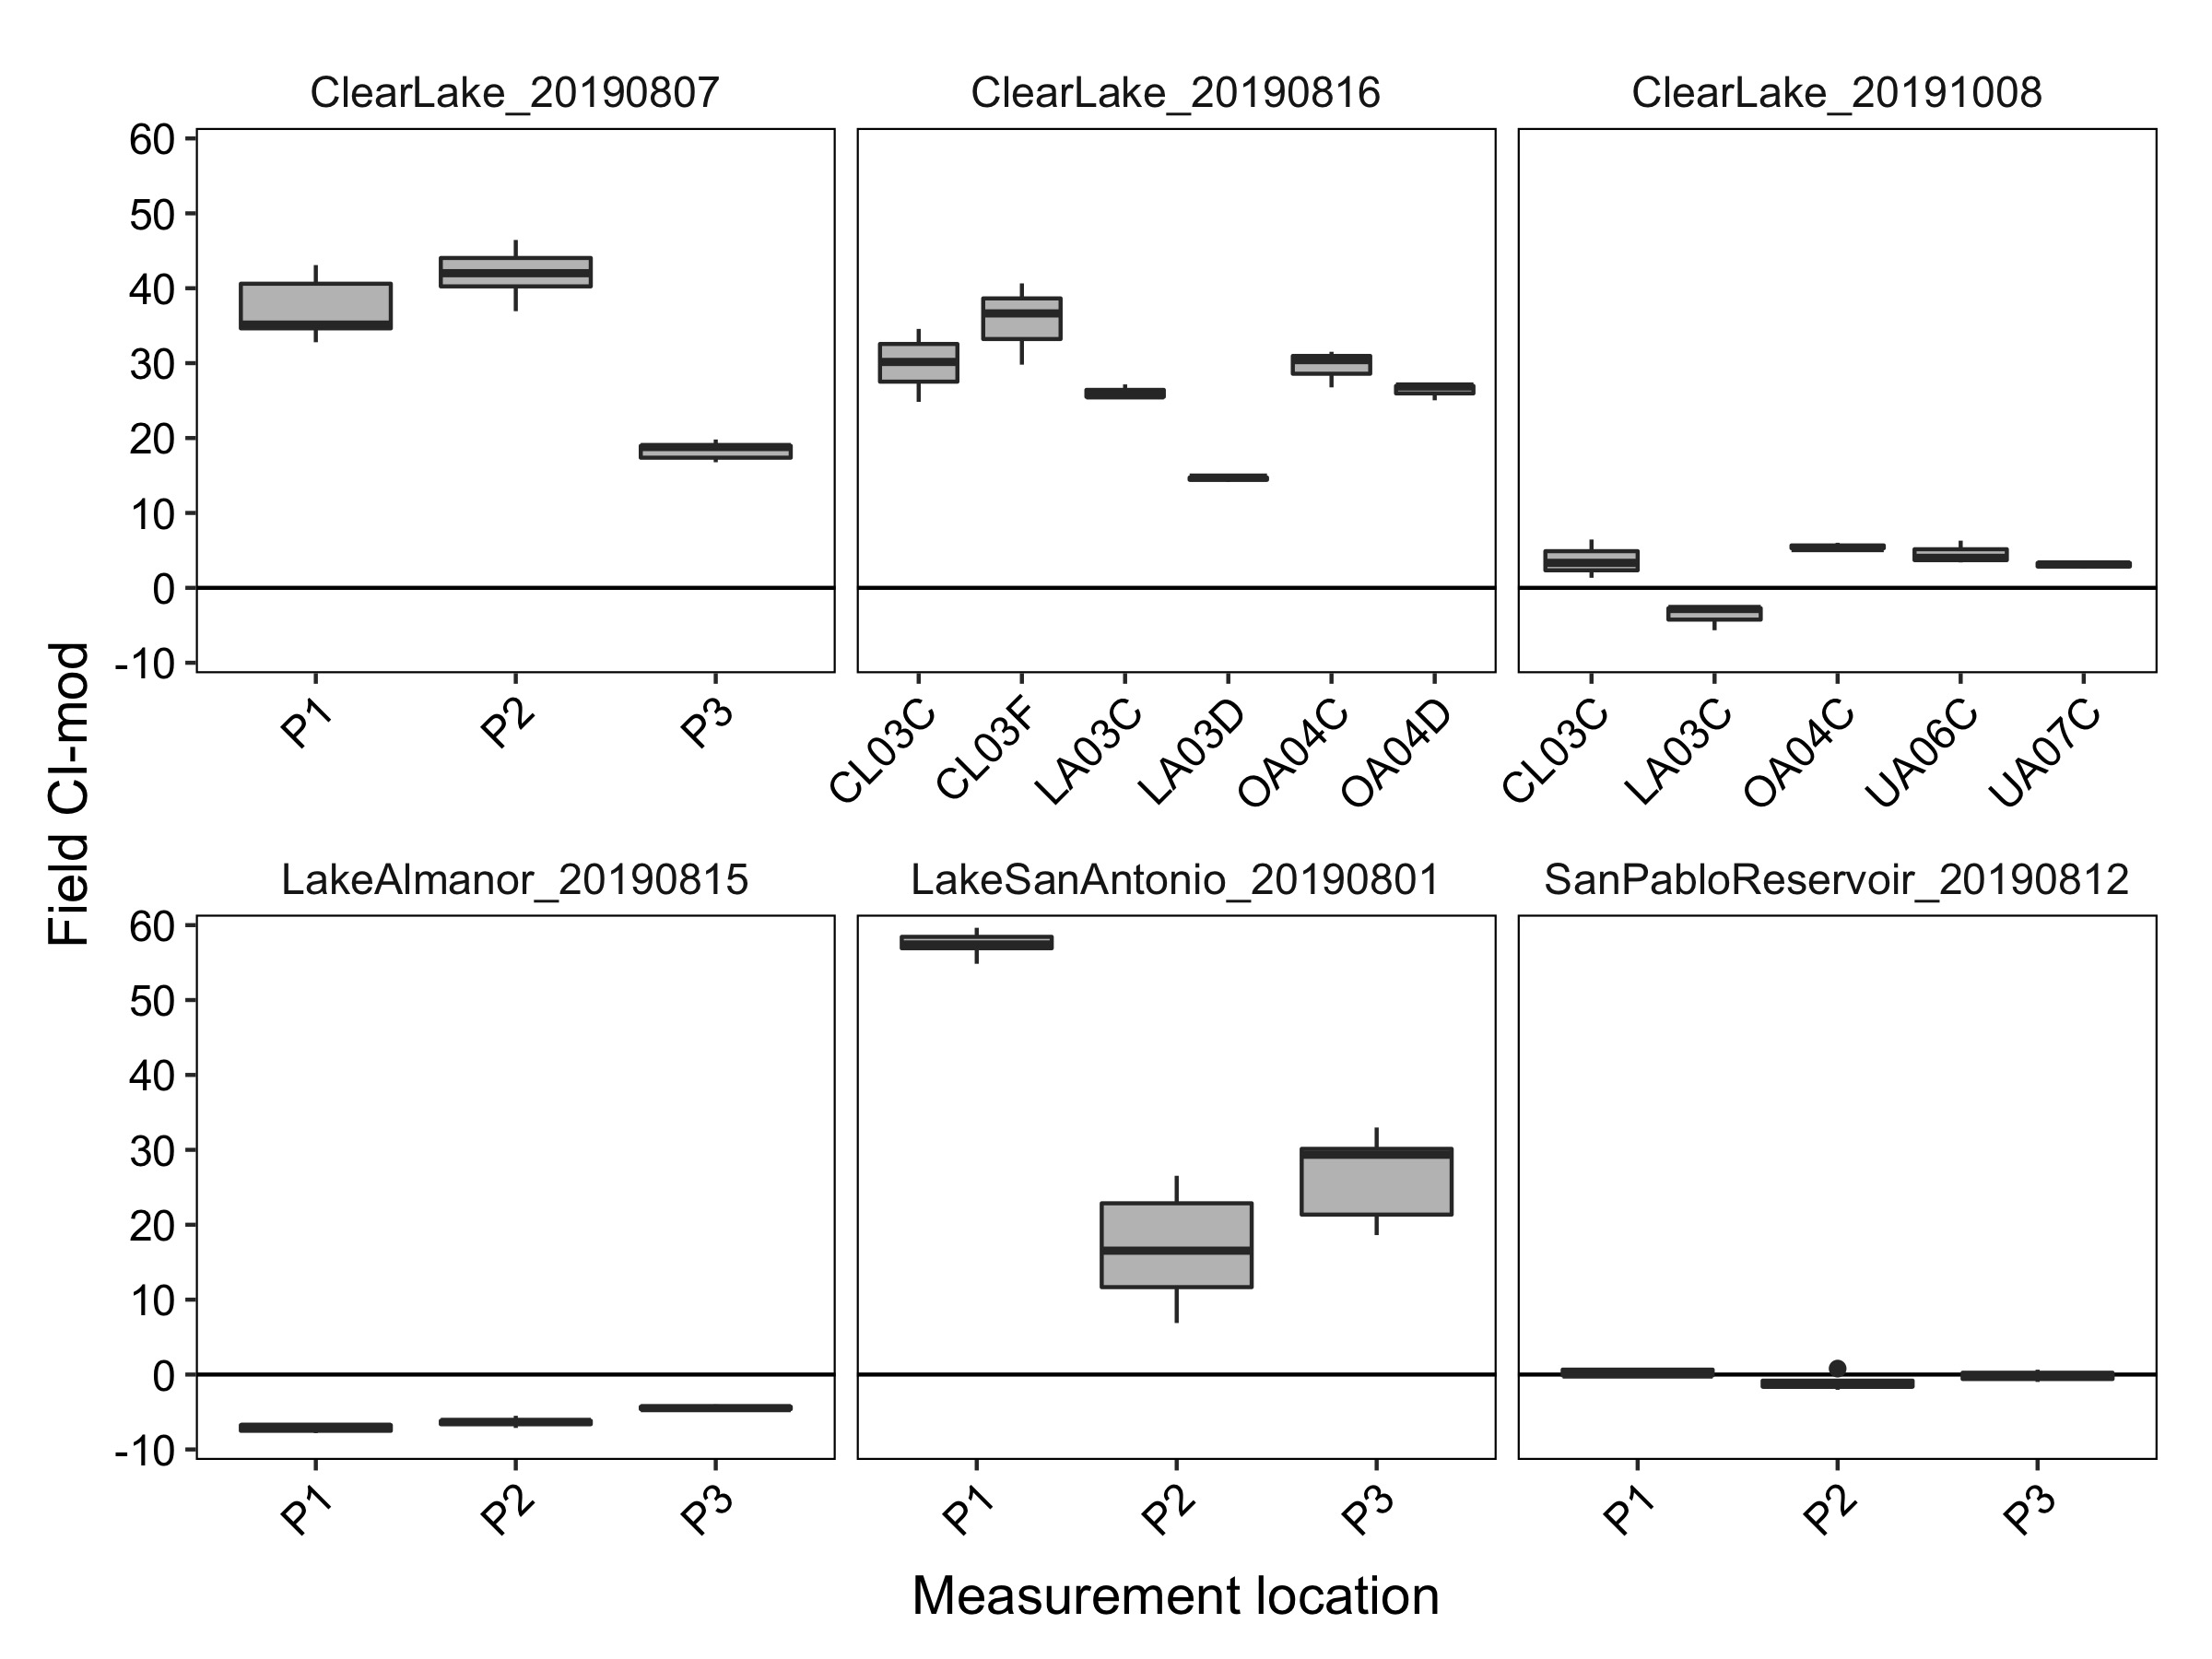 ClearLake_20190807 ClearLake_20190816 ClearLake_20191008
60
50
40
30
20
10
0
-10
P1 P2 P3 CL03C CL03F LA03C LA03D OA04C OA04D CL03C LA03C OA04C UA06C UA07C
Field CI-mod
LakeAlmanor_20190815 LakeSanAntonio_20190801 SanPabloReservoir_20190812
60
50
40
30
20
10
0
-10
P1 P2 P3 P1 P2 P3 P1 P2 P3
Measurement location